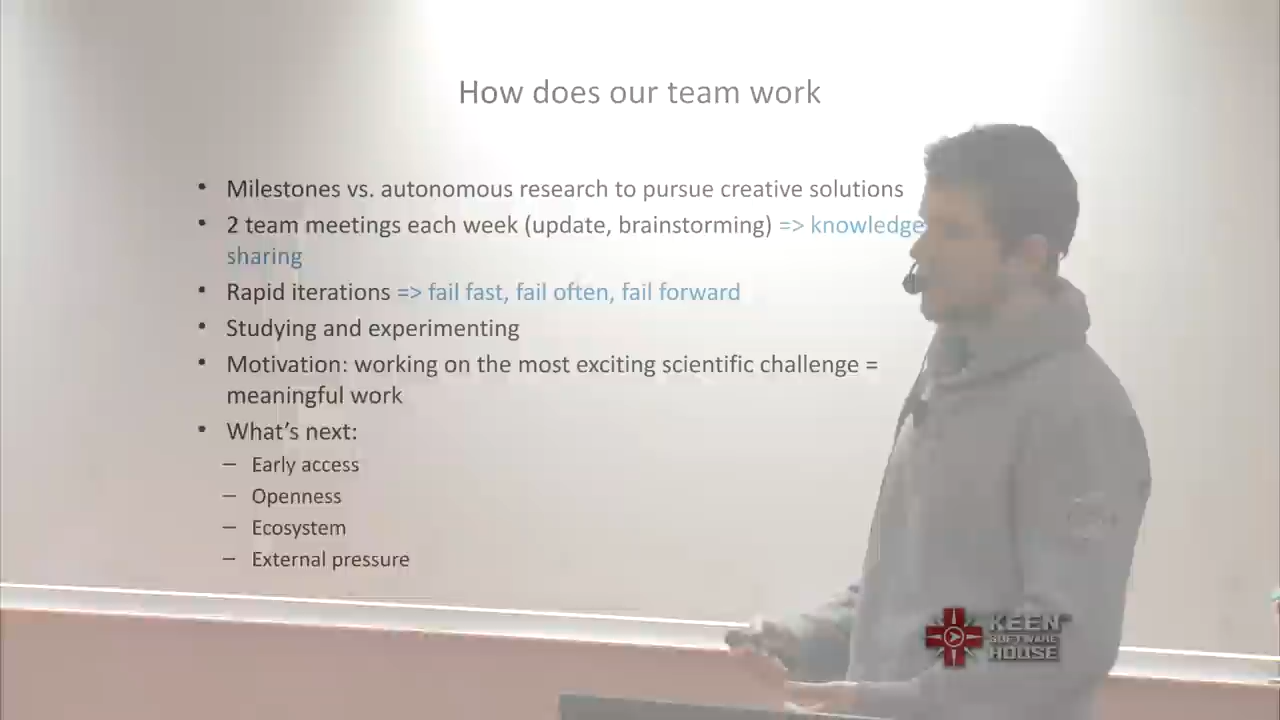 How does our team work
• Milestones vs. autonomous research to pursue creative solutions
• 2 team meetings each week (update, brainstorming) => knowledge
sharing
• Rapid iterations => fail fast, fail often, fail forward
• Studying and experimenting
• Motivation: working on the most exciting scientific challenge =
meaningful work
• What's next:
– Early access
– Openness
– Ecosystem
– External pressure
KEEN
SOFTWARE
HOUSE